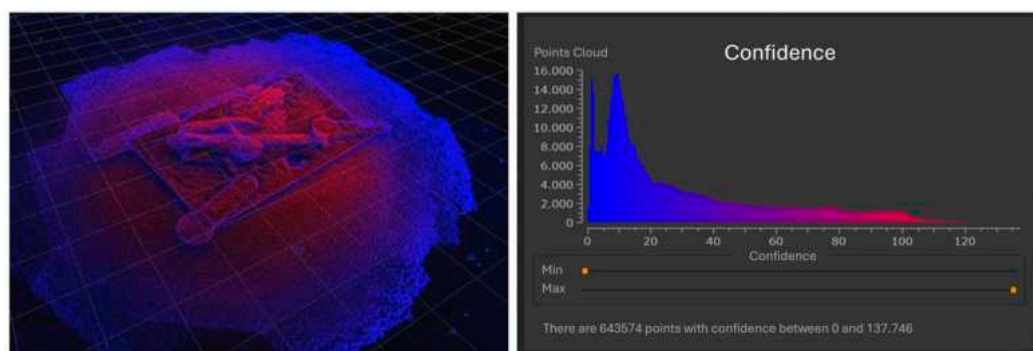 Confidence
Points Cloud
16.000
14.000
12.000
10.000
8.000
6.000
4.000
2.000
0
0 20 40 60 80 100 120
Confidence
Min
Max
There are 643574 points with confidence between 0 and 137.746